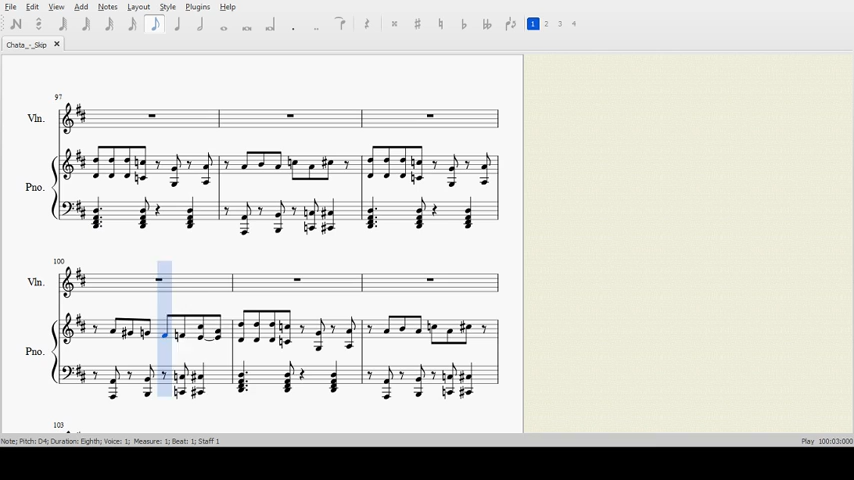 File Edit View Add Notes Layout Style Plugins Help
1 2 3 4
Chata_-_Skip
97
Vln.
Pno.
100
Vln.
Pno.
103
Note; Pitch: D4; Duration: Eighth; Voice: 1; Measure: 1; Beat: 1; Staff 1 Play 100:03:000